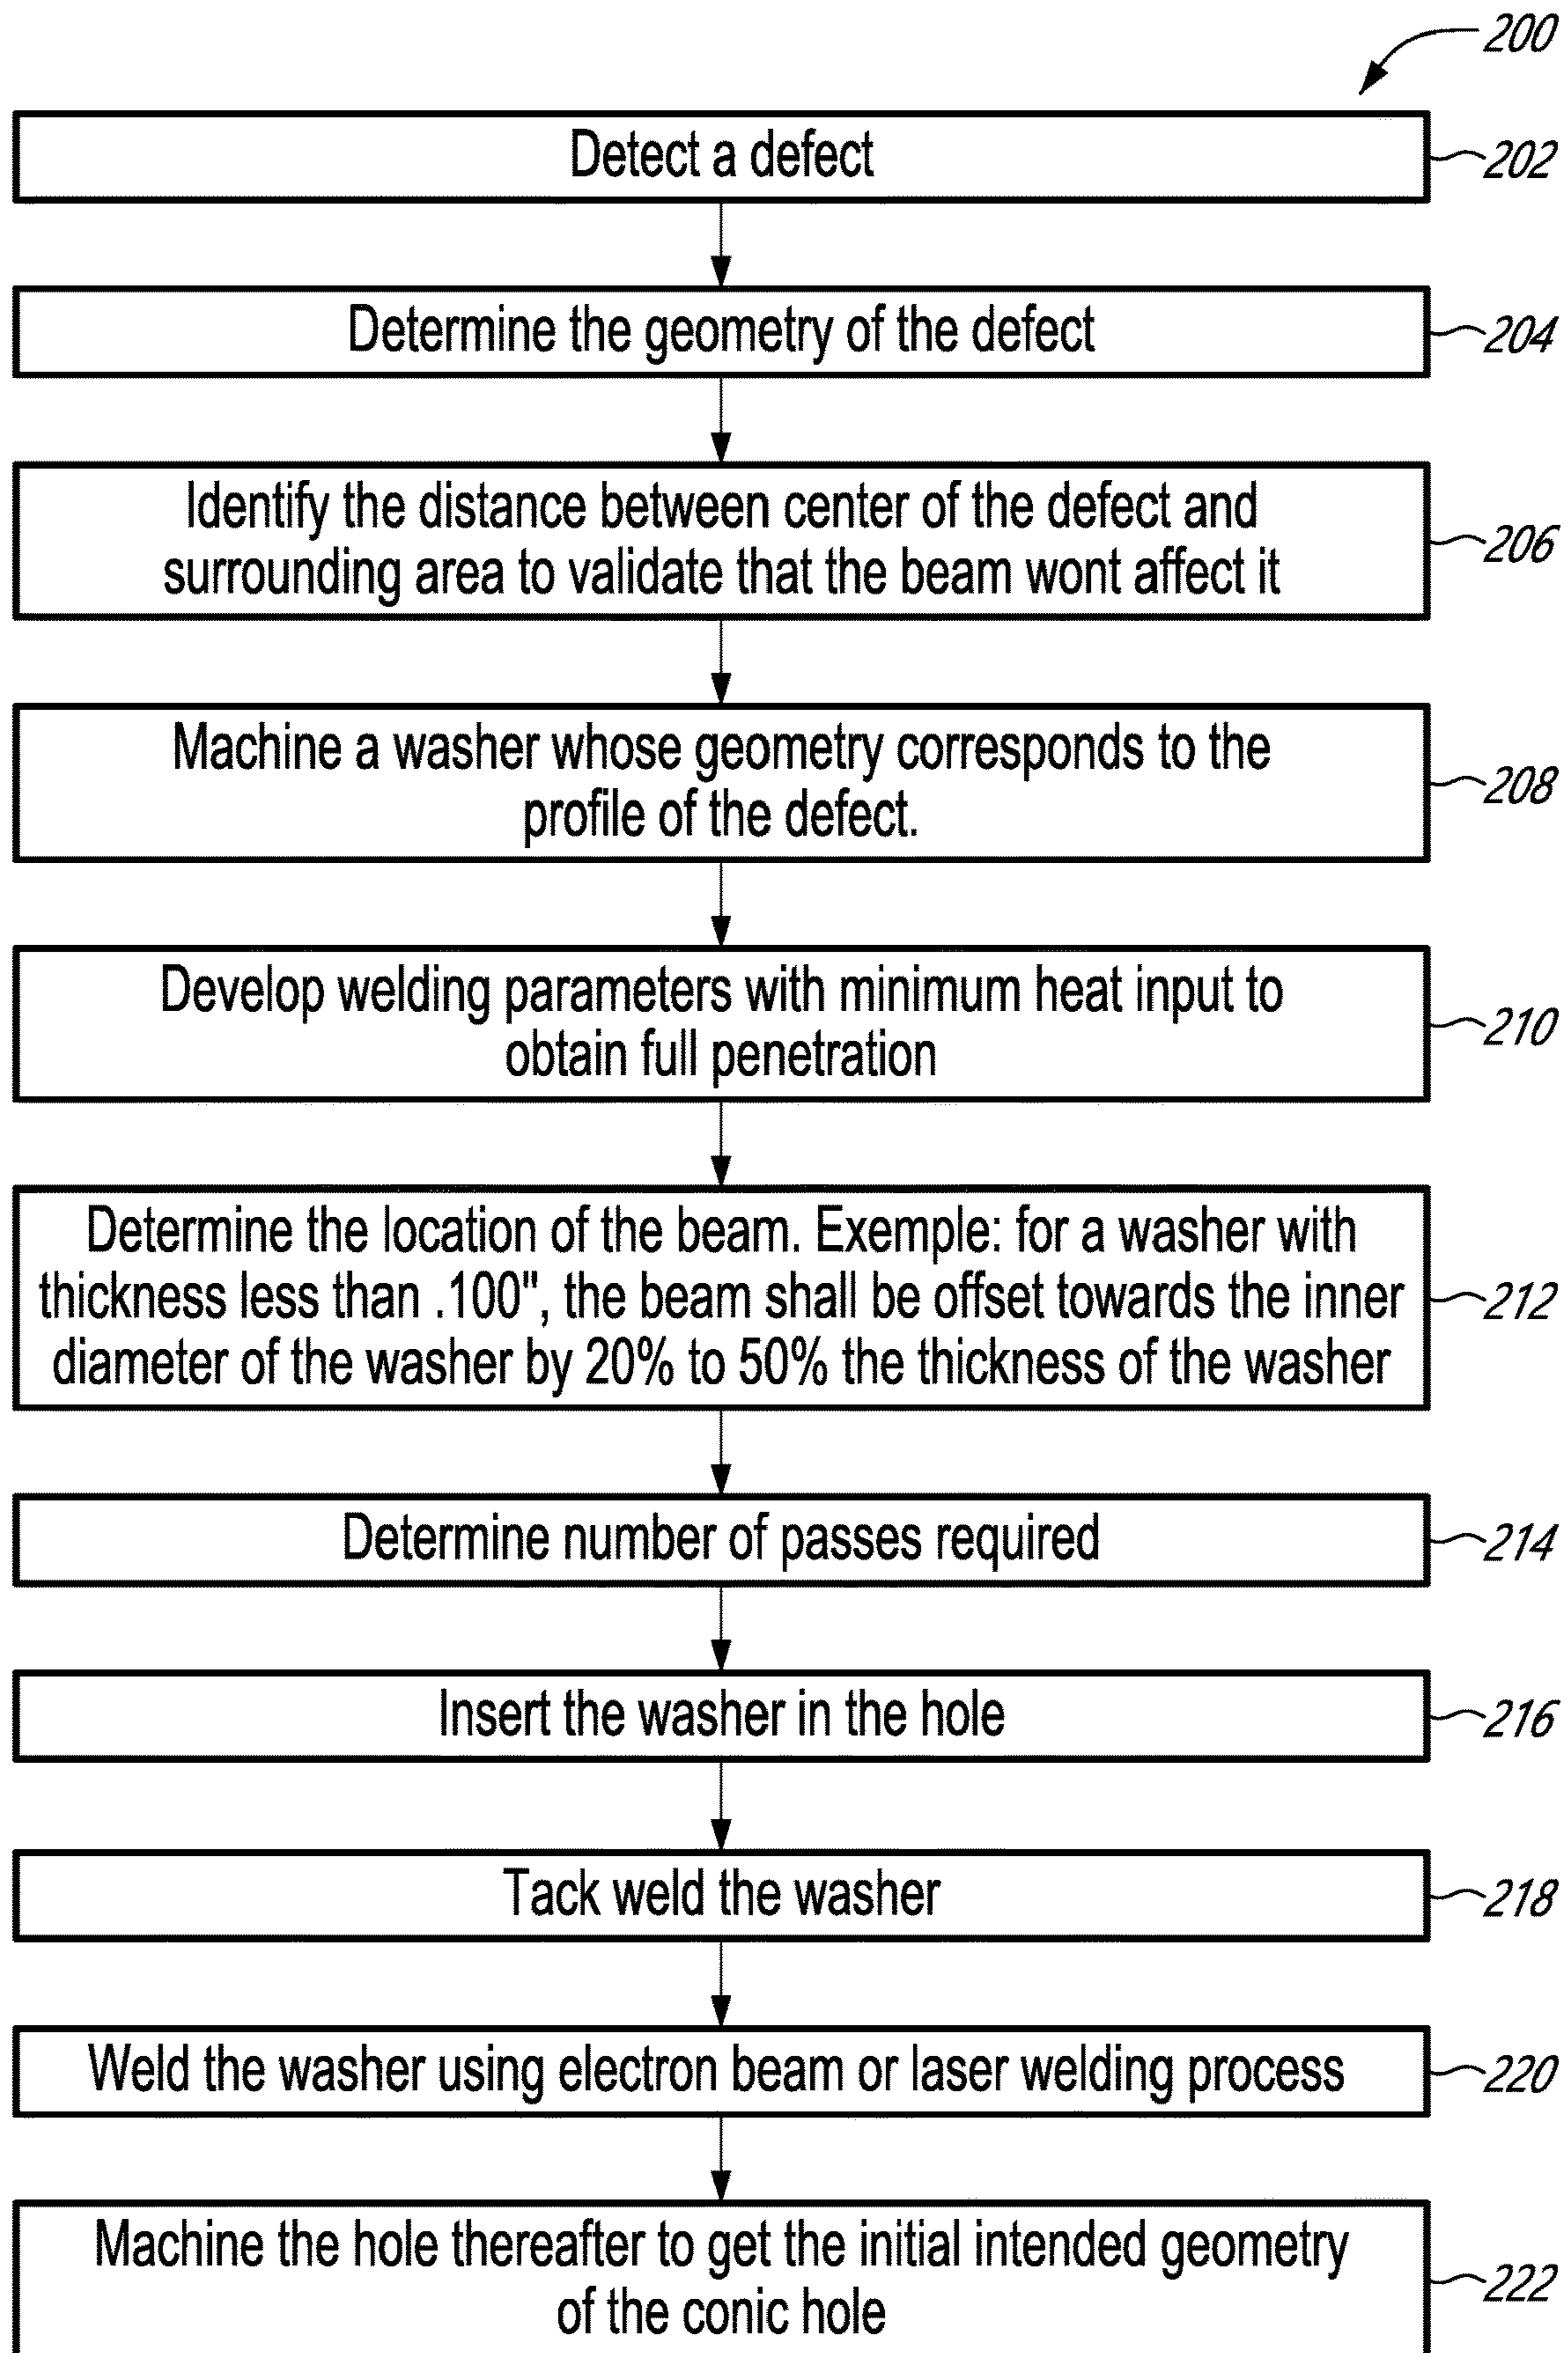 200
Detect a defect
202
Determine the geometry of the defect
204
Identify the distance between center of the defect and
surrounding area to validate that the beam wont affect it
206
Machine a washer whose geometry corresponds to the
profile of the defect.
208
Develop welding parameters with minimum heat input to
obtain full penetration
210
Determine the location of the beam. Exemple: for a washer with
thickness less than .100", the beam shall be offset towards the inner
diameter of the washer by 20% to 50% the thickness of the washer
212
Determine number of passes required
214
Insert the washer in the hole
216
Tack weld the washer
218
Weld the washer using electron beam or laser welding process
220
Machine the hole thereafter to get the initial intended geometry
of the conic hole
222